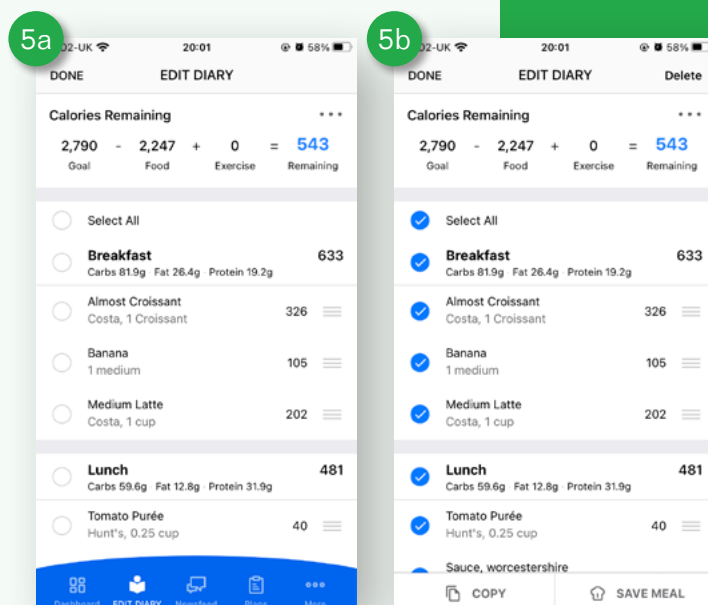 5a
O2-UK 20:01 58%
DONE EDIT DIARY
Calories Remaining
2,790 - 2,247 + 0 = 543
Goal Food Exercise Remaining
Select All
Breakfast 633
Carbs 81.9g · Fat 26.4g · Protein 19.2g
Almost Croissant
Costa, 1 Croissant 326
Banana
1 medium 105
Medium Latte
Costa, 1 cup 202
Lunch 481
Carbs 59.6g · Fat 12.8g · Protein 31.9g
Tomato Purée
Hunt's, 0.25 cup 40
Dashboard EDIT DIARY Newsfeed Plans More
5b
2-UK 20:01 58%
DONE EDIT DIARY Delete
Calories Remaining
2,790 - 2,247 + 0 = 543
Goal Food Exercise Remaining
Select All
Breakfast 633
Carbs 81.9g · Fat 26.4g · Protein 19.2g
Almost Croissant
Costa, 1 Croissant 326
Banana
1 medium 105
Medium Latte
Costa, 1 cup 202
Lunch 481
Carbs 59.6g · Fat 12.8g · Protein 31.9g
Tomato Purée
Hunt's, 0.25 cup 40
Sauce, worcestershire
COPY SAVE MEAL